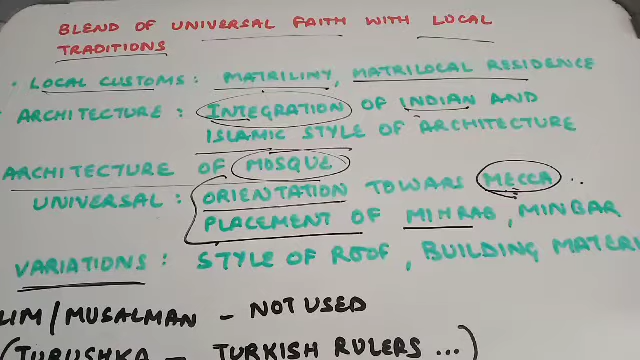 BLEND OF UNIVERSAL FAITH WITH LOCAL
TRADITIONS
• LOCAL CUSTOMS : MATRILINY, MATRILOCAL RESIDENCE
• ARCHITECTURE : INTEGRATION OF INDIAN AND
ISLAMIC STYLE OF ARCHITECTURE
ARCHITECTURE OF MOSQUE
UNIVERSAL : ORIENTATION TOWARS MECCA ..
PLACEMENT OF MIHRAB, MINBAR
VARIATIONS : STYLE OF ROOF, BUILDING MATERI
LIM / MUSALMAN – NOT USED
(TURUSHKA – TURKISH RULERS ...)